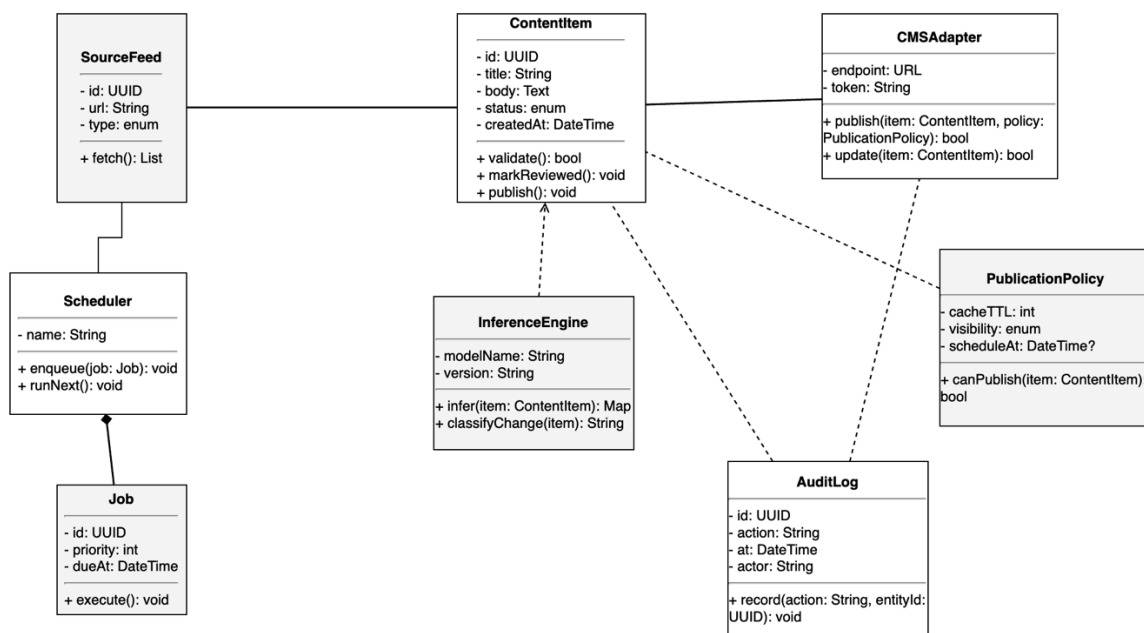 SourceFeed
- id: UUID
- url: String
- type: enum
+ fetch(): List
ContentItem
- id: UUID
- title: String
- body: Text
- status: enum
- createdAt: DateTime
+ validate(): bool
+ markReviewed(): void
+ publish(): void
CMSAdapter
- endpoint: URL
- token: String
+ publish(item: ContentItem, policy:
PublicationPolicy): bool
+ update(item: ContentItem): bool
Scheduler
- name: String
+ enqueue(job: Job): void
+ runNext(): void
InferenceEngine
- modelName: String
- version: String
+ infer(item: ContentItem): Map
+ classifyChange(item): String
PublicationPolicy
- cacheTTL: int
- visibility: enum
- scheduleAt: DateTime?
+ canPublish(item: ContentItem)
bool
Job
- id: UUID
- priority: int
- dueAt: DateTime
+ execute(): void
AuditLog
- id: UUID
- action: String
- at: DateTime
- actor: String
+ record(action: String, entityId:
UUID): void